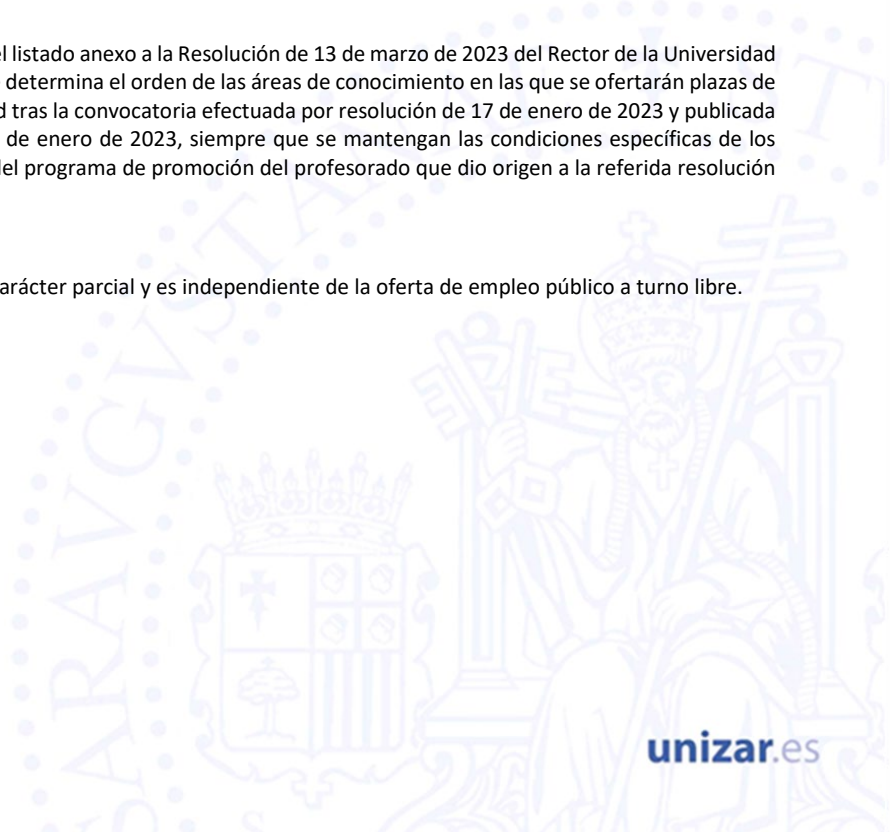 el listado anexo a la Resolución de 13 de marzo de 2023 del Rector de la Universidad
determina el orden de las áreas de conocimiento en las que se ofertarán plazas de
tras la convocatoria efectuada por resolución de 17 de enero de 2023 y publicada
de enero de 2023, siempre que se mantengan las condiciones específicas de los
del programa de promoción del profesorado que dio origen a la referida resolución
arácter parcial y es independiente de la oferta de empleo público a turno libre.
unizar.es